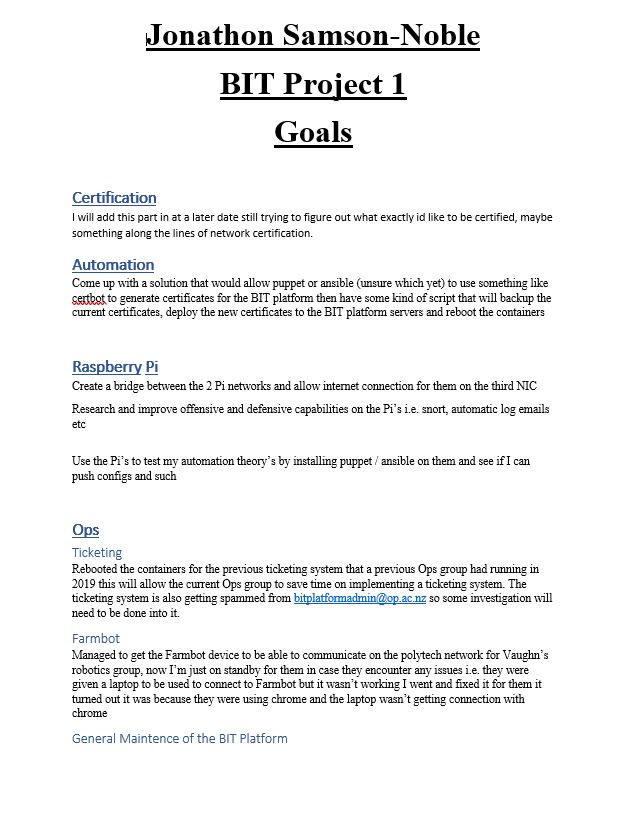 Jonathon Samson-Noble
BIT Project 1
Goals
Certification
I will add this part in at a later date still trying to figure out what exactly id like to be certified, maybe
something along the lines of network certification.
Automation
Come up with a solution that would allow puppet or ansible (unsure which yet) to use something like
certbot to generate certificates for the BIT platform then have some kind of script that will backup the
current certificates, deploy the new certificates to the BIT platform servers and reboot the containers
Raspberry Pi
Create a bridge between the 2 Pi networks and allow internet connection for them on the third NIC
Research and improve offensive and defensive capabilities on the Pi's i.e. snort, automatic log emails
etc
Use the Pi's to test my automation theory's by installing puppet / ansible on them and see if I can
push configs and such
Ops
Ticketing
Rebooted the containers for the previous ticketing system that a previous Ops group had running in
2019 this will allow the current Ops group to save time on implementing a ticketing system. The
ticketing system is also getting spammed from bitplatformadmin@op.ac.nz so some investigation will
need to be done into it.
Farmbot
Managed to get the Farmbot device to be able to communicate on the polytech network for Vaughn's
robotics group, now I'm just on standby for them in case they encounter any issues i.e. they were
given a laptop to be used to connect to Farmbot but it wasn't working I went and fixed it for them it
turned out it was because they were using chrome and the laptop wasn't getting connection with
chrome
General Maintence of the BIT Platform